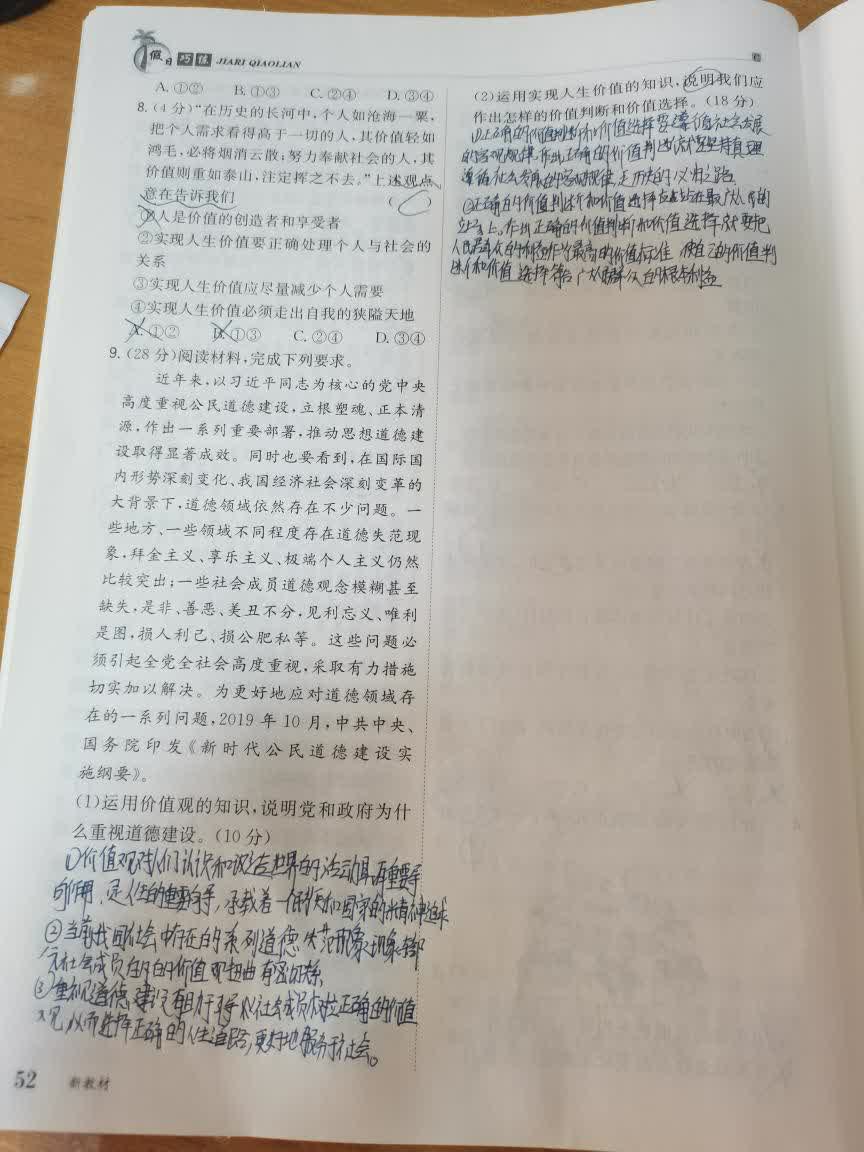 假日巧练 JIARI QIAOLIAN
A. ①② B. ①③ C. ②④ D. ③④
8. (4 分)“在历史的长河中,个人如沧海一粟,
把个人需求看得高于一切的人,其价值轻如
鸿毛,必将烟消云散;努力奉献社会的人,其
价值则重如泰山,注定挥之不去。”上述观点
意在告诉我们 ( C )
①人是价值的创造者和享受者
②实现人生价值要正确处理个人与社会的
关系
③实现人生价值应尽量减少个人需要
④实现人生价值必须走出自我的狭隘天地
A. ①② B. ①③ C. ②④ D. ③④
9. (28 分)阅读材料,完成下列要求。
近年来,以习近平同志为核心的党中央
高度重视公民道德建设,立根塑魂、正本清
源,作出一系列重要部署,推动思想道德建
设取得显著成效。同时也要看到,在国际国
内形势深刻变化、我国经济社会深刻变革的
大背景下,道德领域依然存在不少问题。一
些地方、一些领域不同程度存在道德失范现
象,拜金主义、享乐主义、极端个人主义仍然
比较突出;一些社会成员道德观念模糊甚至
缺失,是非、善恶、美丑不分,见利忘义、唯利
是图,损人利己、损公肥私等。这些问题必
须引起全党全社会高度重视,采取有力措施
切实加以解决。为更好地应对道德领域存
在的一系列问题,2019 年 10 月,中共中央、
国务院印发《新时代公民道德建设实
施纲要》。
(1)运用价值观的知识,说明党和政府为什
么重视道德建设。(10 分)
①价值观对人们认识和改造世界的活动具有重要导
向作用,是人生的重要向导,承载着一个民族和国家的精神追求
②当前我国社会中存在的系列道德失范现象现象都
与社会成员的价值观扭曲有密切联系
③重视道德建设有助于引导社会成员树立正确的价值
观,从而选择正确的人生道路,更好地服务于社会。
52 新教材
(2)运用实现人生价值的知识,说明我们应
作出怎样的价值判断和价值选择。(18 分)
①正确的价值判断和价值选择要遵循社会发展
的客观规律,作出正确的价值判断必须坚持真理
遵循社会发展的客观规律,走历史的必由之路
②正确的价值判断和价值选择应站在最广大人民的
立场上。作出正确的价值判断和价值选择就要把
人民群众的利益作为最高的价值标准,使自己的价值判
断和价值选择符合广大人民群众的根本利益